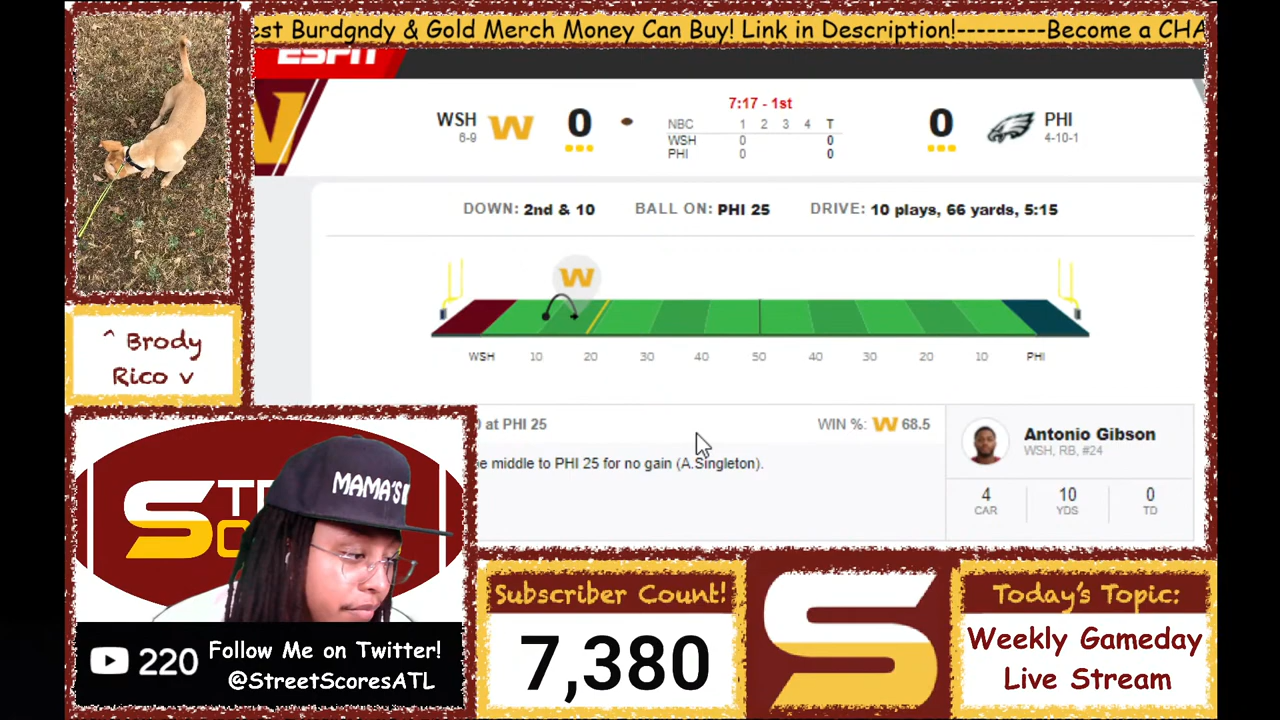 est Burdgndy & Gold Merch Money Can Buy! Link in Description!---------Become a CHA
ESPN
W
WSH
6-9
W
0
7:17 - 1st
NBC 1 2 3 4 T
WSH 0 0
PHI 0 0
0
PHI
4-10-1
DOWN: 2nd & 10 BALL ON: PHI 25 DRIVE: 10 plays, 66 yards, 5:15
W
WSH 10 20 30 40 50 40 30 20 10 PHI
^ Brody
Rico v
at PHI 25
WIN %: W 68.5
e middle to PHI 25 for no gain (A.Singleton).
Antonio Gibson
WSH, RB, #24
4 10 0
CAR YDS TD
MAMA'S
220
Follow Me on Twitter!
@StreetScoresATL
Subscriber Count!
7,380
S
Today's Topic:
Weekly Gameday
Live Stream